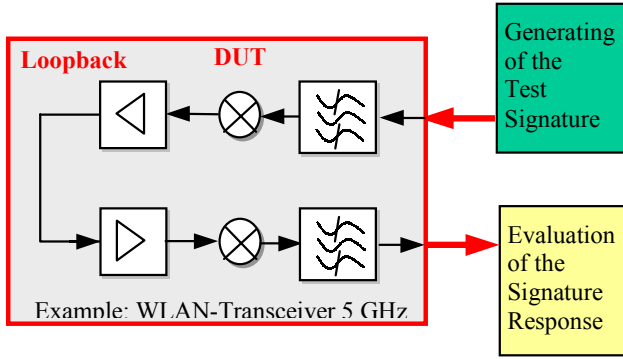 Loopback
DUT
Generating
of the
Test
Signature
Evaluation
of the
Signature
Response
Example: WLAN-Transceiver 5 GHz